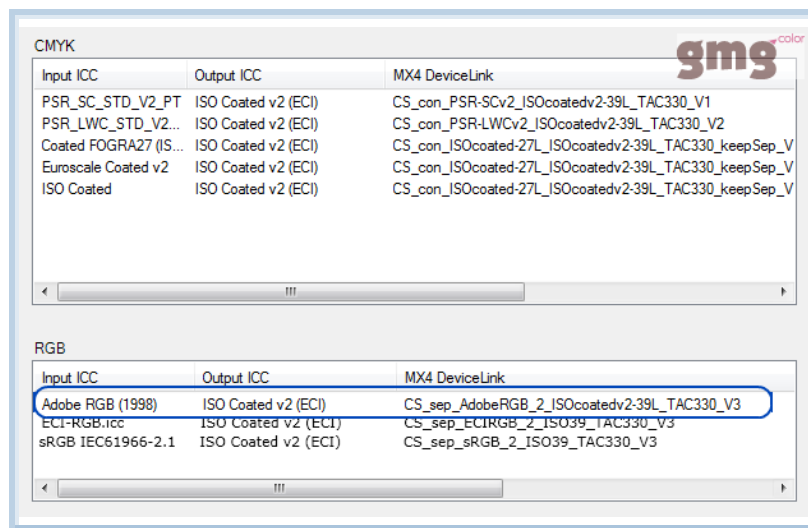 gmg color
CMYK
Input ICC Output ICC MX4 DeviceLink
PSR_SC_STD_V2_PT ISO Coated v2 (ECI) CS_con_PSR-SCv2_ISOcoatedv2-39L_TAC330_V1
PSR_LWC_STD_V2... ISO Coated v2 (ECI) CS_con_PSR-LWCv2_ISOcoatedv2-39L_TAC330_V2
Coated FOGRA27 (IS... ISO Coated v2 (ECI) CS_con_ISOcoated-27L_ISOcoatedv2-39L_TAC330_keepSep_V
Euroscale Coated v2 ISO Coated v2 (ECI) CS_con_ISOcoated-27L_ISOcoatedv2-39L_TAC330_keepSep_V
ISO Coated ISO Coated v2 (ECI) CS_con_ISOcoated-27L_ISOcoatedv2-39L_TAC330_keepSep_V
RGB
Input ICC Output ICC MX4 DeviceLink
Adobe RGB (1998) ISO Coated v2 (ECI) CS_sep_AdobeRGB_2_ISOcoatedv2-39L_TAC330_V3
ECI-RGB.icc ISO Coated v2 (ECI) CS_sep_ECIRGB_2_ISO39_TAC330_V3
sRGB IEC61966-2.1 ISO Coated v2 (ECI) CS_sep_sRGB_2_ISO39_TAC330_V3